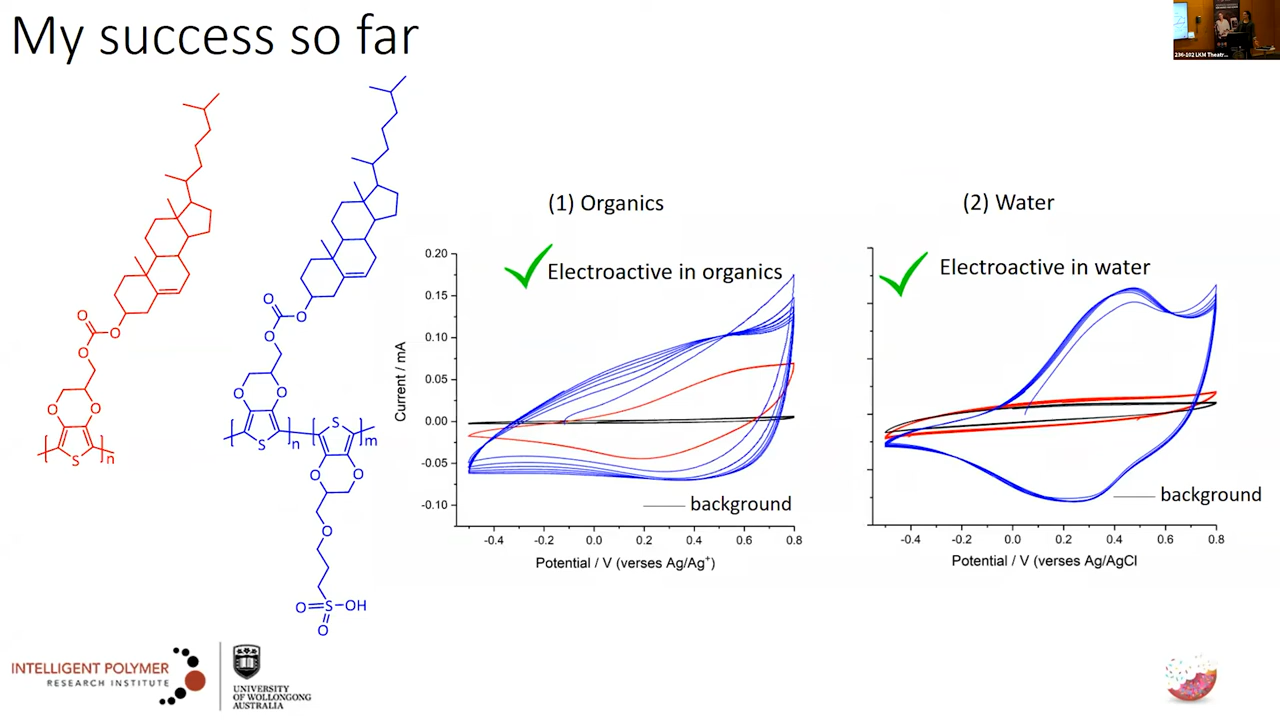 My success so far
236-102 LKM Theatr...
O
O
O
O
O
S
n
O
O
O
O
O
S
n
S
m
O
O
O
O
S
OH
O
(1) Organics
Electroactive in organics
0.20
0.15
0.10
0.05
0.00
-0.05
-0.10
Current / mA
background
-0.4
-0.2
0.0
0.2
0.4
0.6
0.8
Potential / V (verses Ag/Ag⁺)
(2) Water
Electroactive in water
background
-0.4
-0.2
0.0
0.2
0.4
0.6
0.8
Potential / V (verses Ag/AgCl
INTELLIGENT POLYMER
RESEARCH INSTITUTE
UNIVERSITY
OF WOLLONGONG
AUSTRALIA